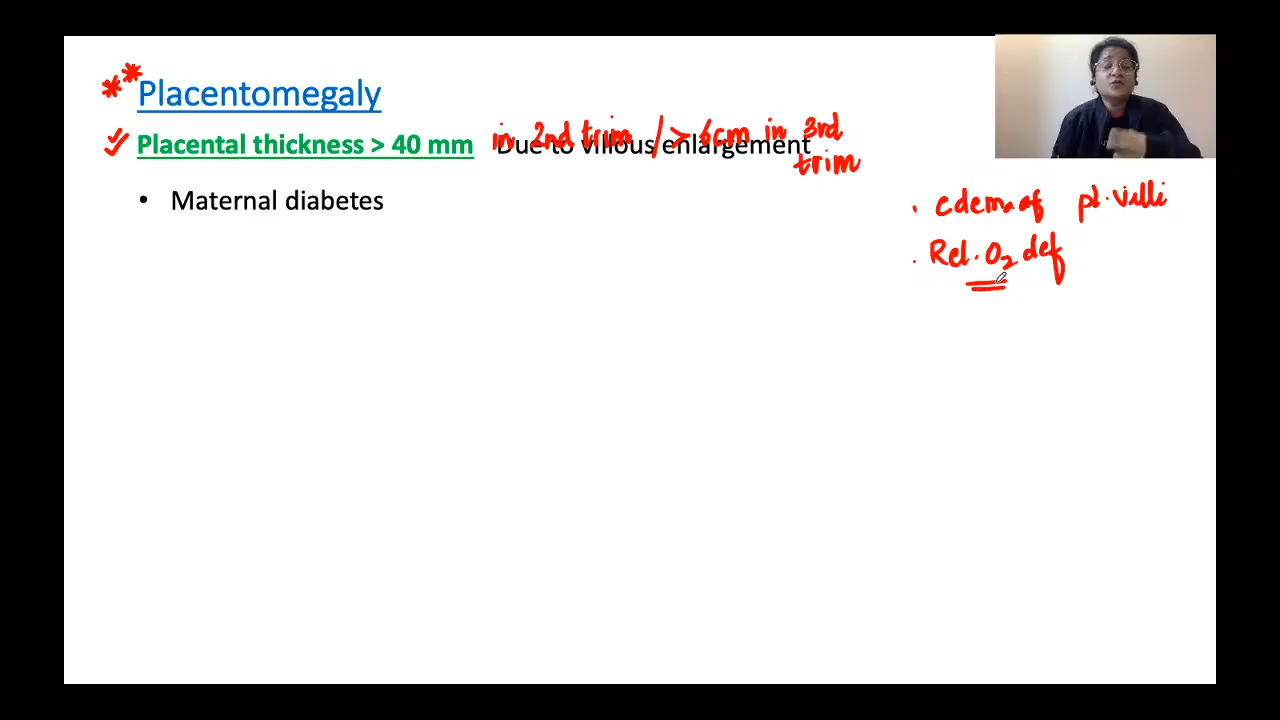 ** Placentomegaly
Placental thickness > 40 mm in 2nd trim / > 6cm in 3rd trim
Due to villous enlargement
• Maternal diabetes
. edema of pl. villi
. Rel. O2 def